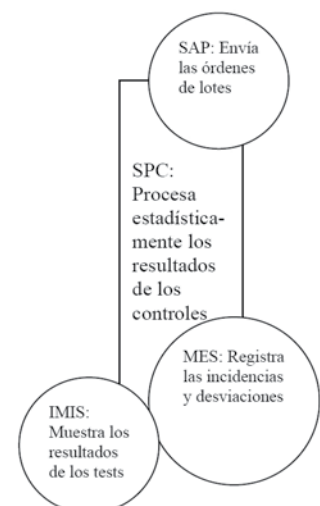 SAP: Envía
las órdenes
de lotes
SPC:
Procesa
estadística-
mente los
resultados
de los
controles
MES: Registra
las incidencias
y desviaciones
IMIS:
Muestra los
resultados
de los tests